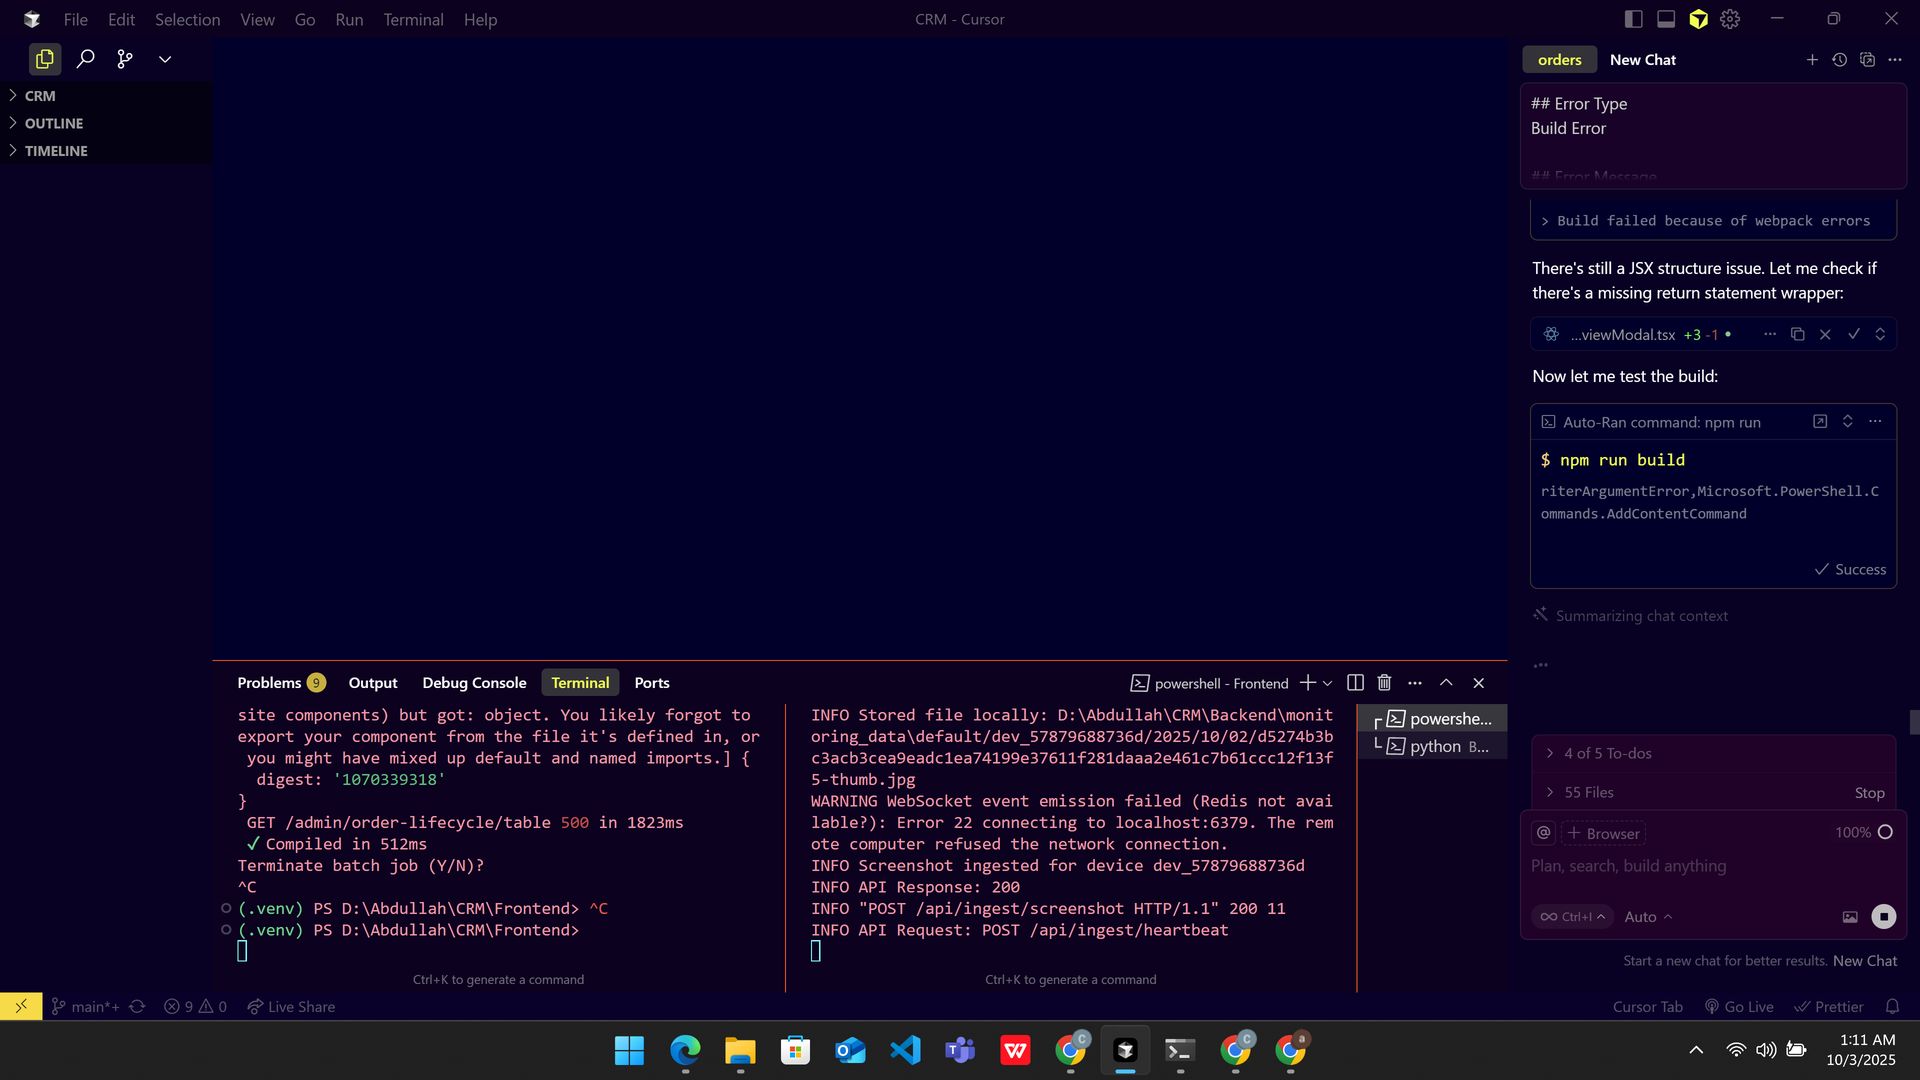 File Edit Selection View Go Run Terminal Help
CRM - Cursor
CRM
OUTLINE
TIMELINE
Problems 9 Output Debug Console Terminal Ports
powershell - Frontend
site components) but got: object. You likely forgot to
export your component from the file it's defined in, or
you might have mixed up default and named imports.] {
digest: '1070339318'
}
GET /admin/order-lifecycle/table 500 in 1823ms
✓ Compiled in 512ms
Terminate batch job (Y/N)?
^C
(.venv) PS D:\Abdullah\CRM\Frontend> ^C
(.venv) PS D:\Abdullah\CRM\Frontend>
Ctrl+K to generate a command
INFO Stored file locally: D:\Abdullah\CRM\Backend\monit
oring_data\default/dev_57879688736d/2025/10/02/d5274b3b
c3acb3cea9eadc1ea74199e37611f281daaa2e461c7b61ccc12f13f
5-thumb.jpg
WARNING WebSocket event emission failed (Redis not avai
lable?): Error 22 connecting to localhost:6379. The rem
ote computer refused the network connection.
INFO Screenshot ingested for device dev_57879688736d
INFO API Response: 200
INFO "POST /api/ingest/screenshot HTTP/1.1" 200 11
INFO API Request: POST /api/ingest/heartbeat
Ctrl+K to generate a command
powershe...
python B...
orders New Chat
## Error Type
Build Error
## Error Message
> Build failed because of webpack errors
There's still a JSX structure issue. Let me check if
there's a missing return statement wrapper:
...viewModal.tsx +3 -1
Now let me test the build:
Auto-Ran command: npm run
$ npm run build
riterArgumentError,Microsoft.PowerShell.C
ommands.AddContentCommand
Success
Summarizing chat context
4 of 5 To-dos
55 Files Stop
@ + Browser 100%
Plan, search, build anything
Ctrl+I Auto
Start a new chat for better results. New Chat
main*+ 9 0 Live Share
Cursor Tab Go Live Prettier
1:11 AM
10/3/2025